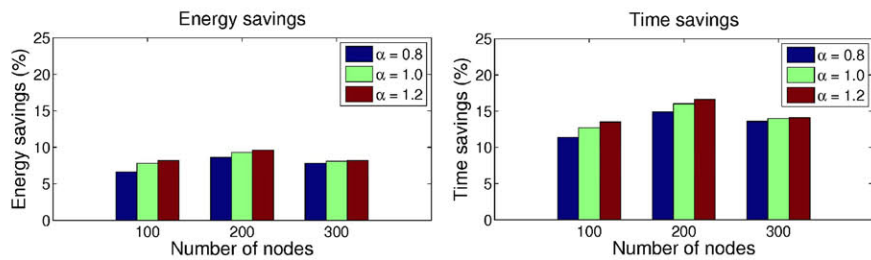 Energy savings
25
20
15
10
5
0
Energy savings (%)
α = 0.8
α = 1.0
α = 1.2
100
200
300
Number of nodes
Time savings
25
20
15
10
5
0
Time savings (%)
α = 0.8
α = 1.0
α = 1.2
100
200
300
Number of nodes